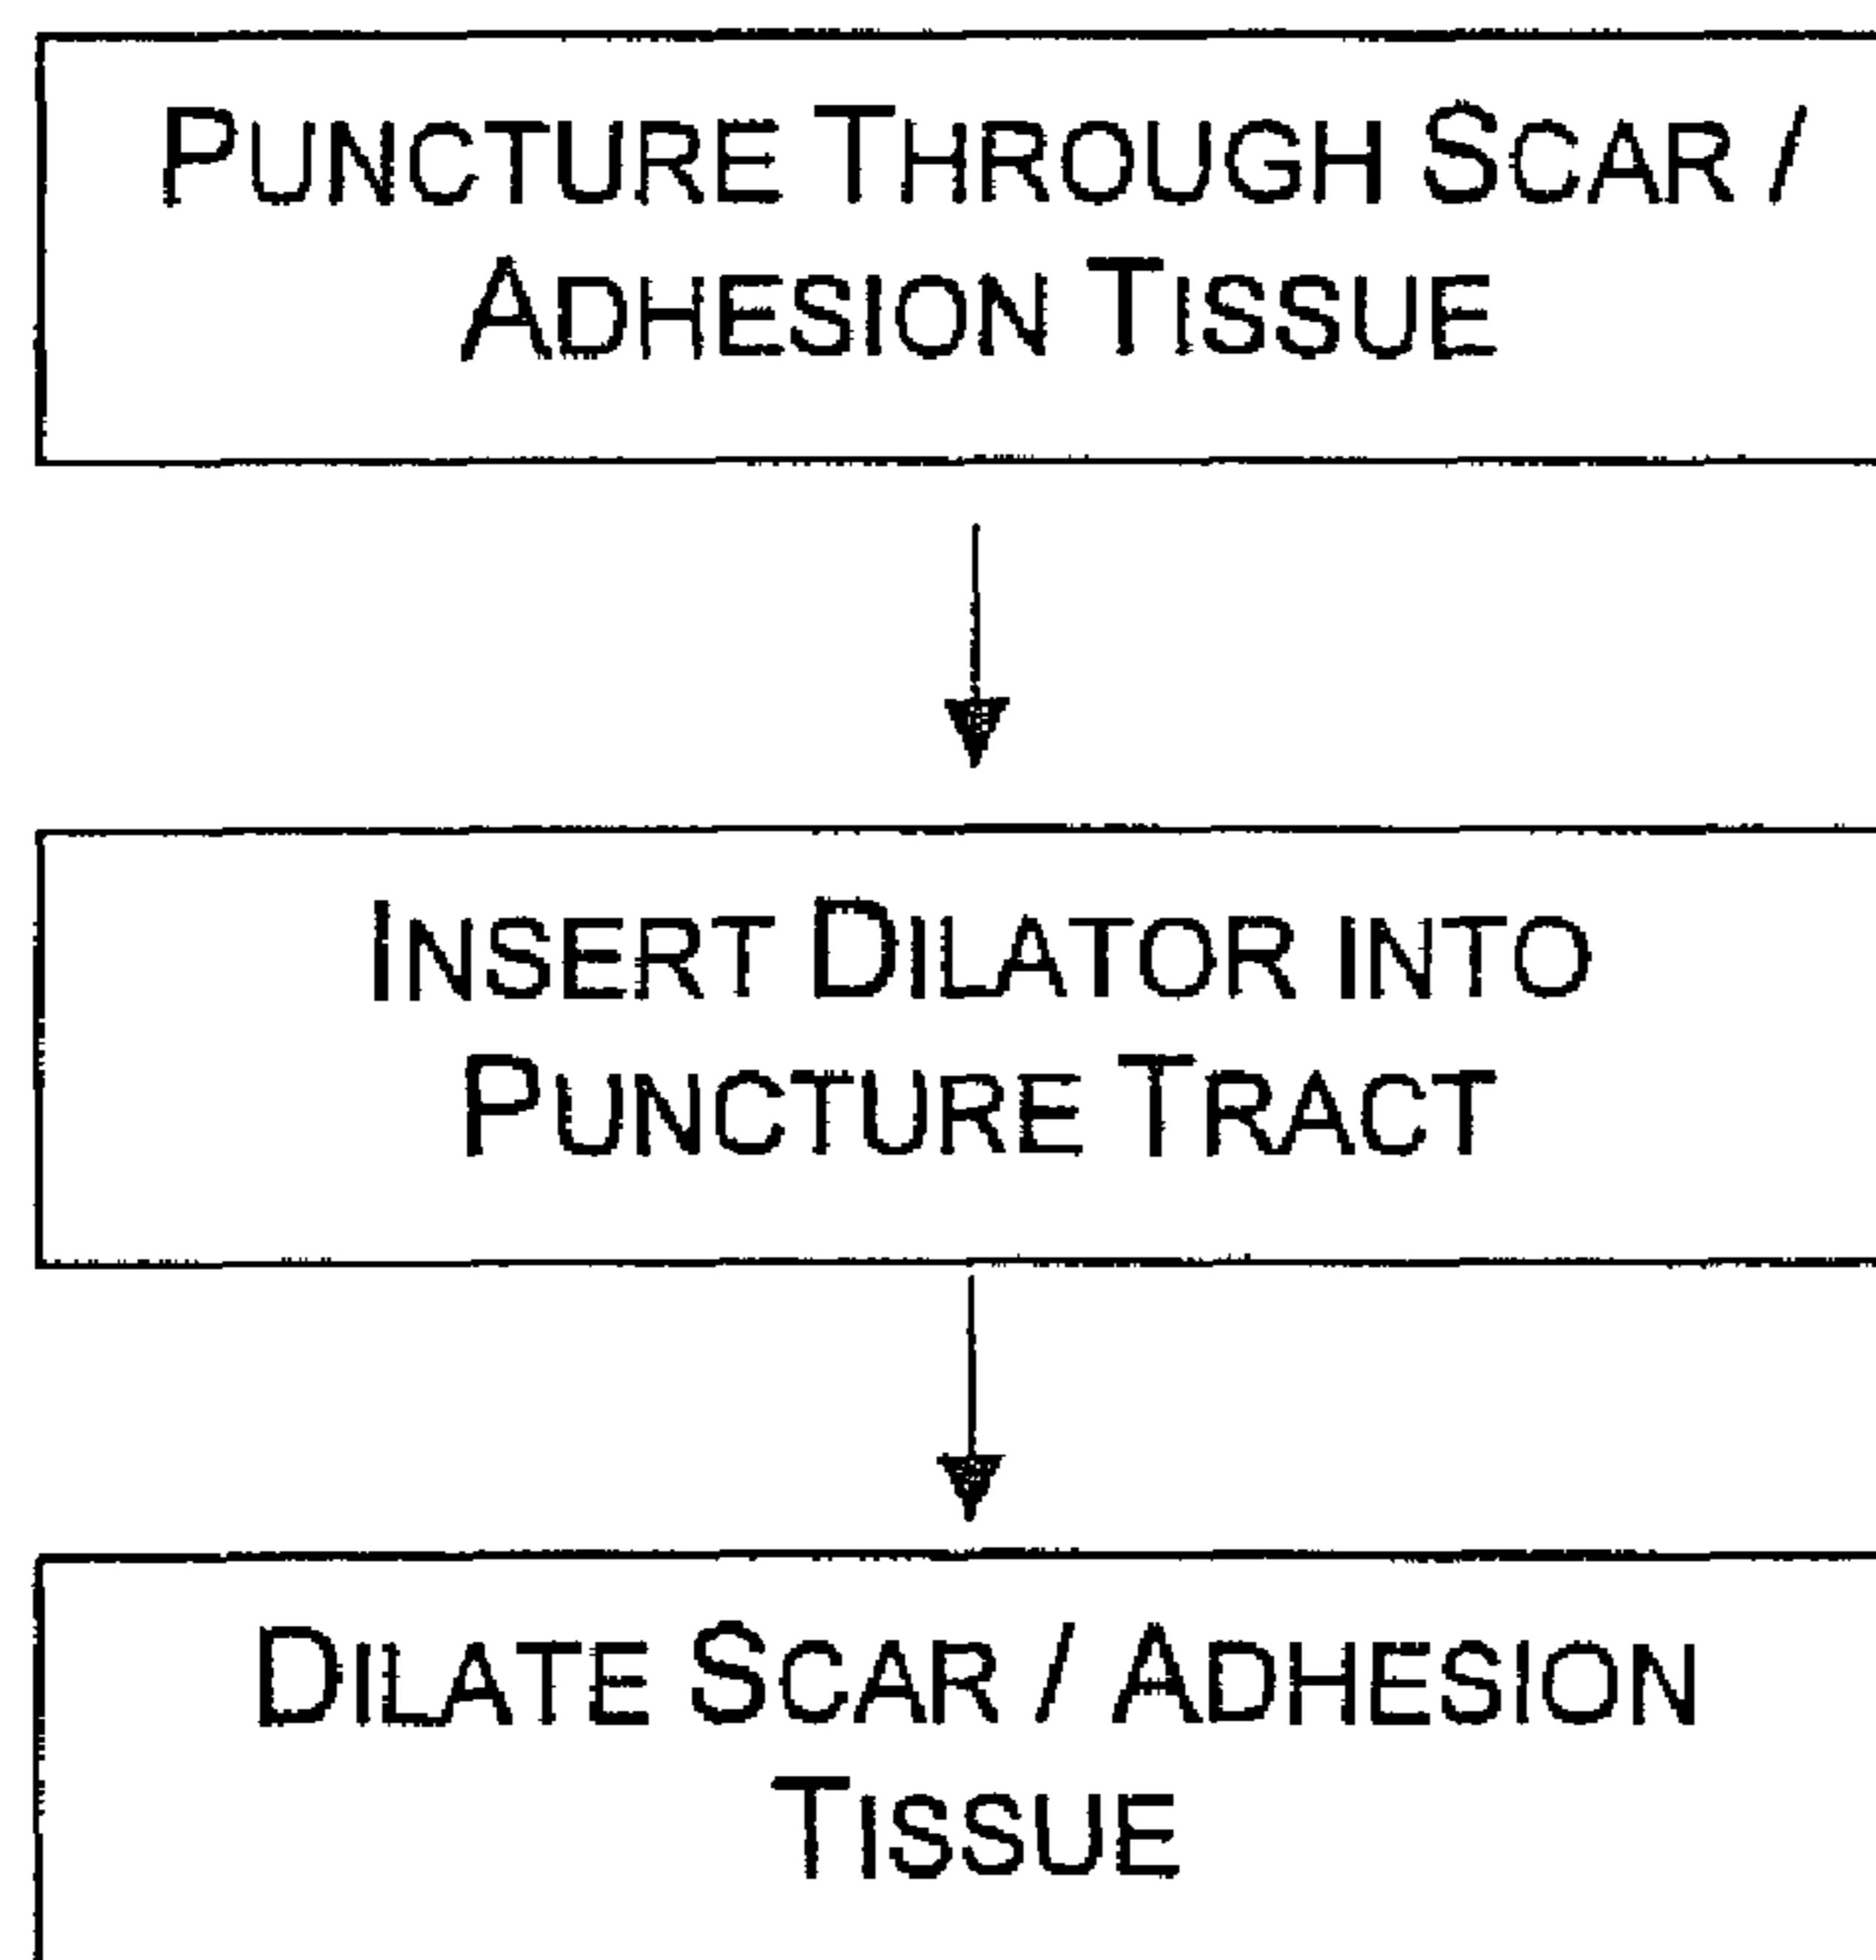 PUNCTURE THROUGH SCAR /
ADHESION TISSUE
INSERT DILATOR INTO
PUNCTURE TRACT
DILATE SCAR / ADHESION
TISSUE